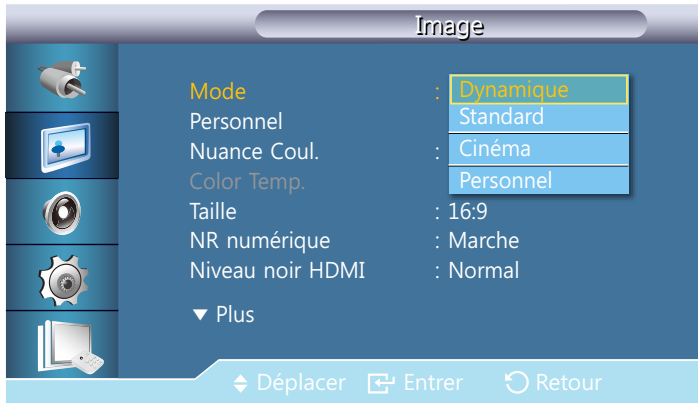 Image
Mode : Dynamique
Personnel Standard
Nuance Coul. : Cinéma
Color Temp. Personnel
Taille : 16:9
NR numérique : Marche
Niveau noir HDMI : Normal
▼ Plus
Déplacer Entrer Retour